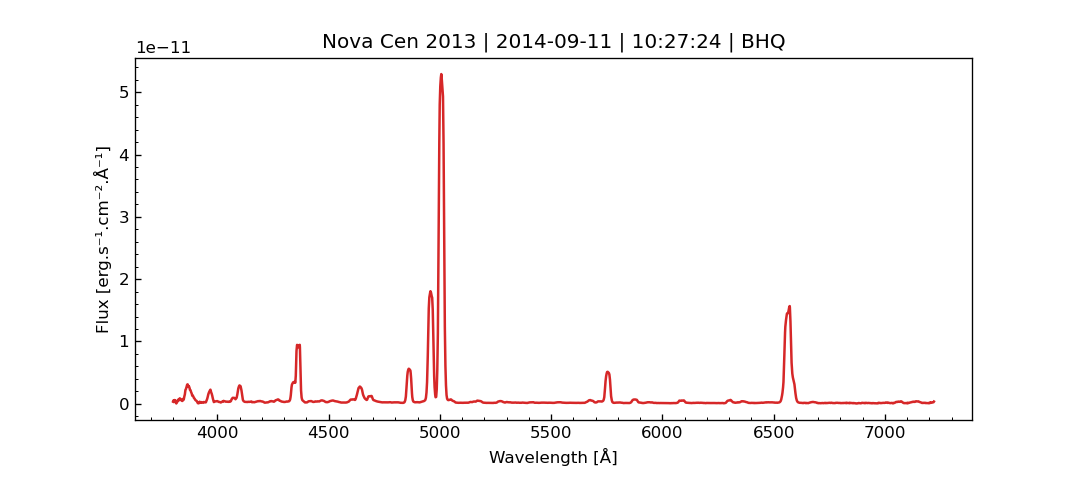 Nova Cen 2013 | 2014-09-11 | 10:27:24 | BHQ
1e−11
5
4
3
2
1
0
Flux [erg.s⁻¹.cm⁻².Å⁻¹]
4000 4500 5000 5500 6000 6500 7000
Wavelength [Å]